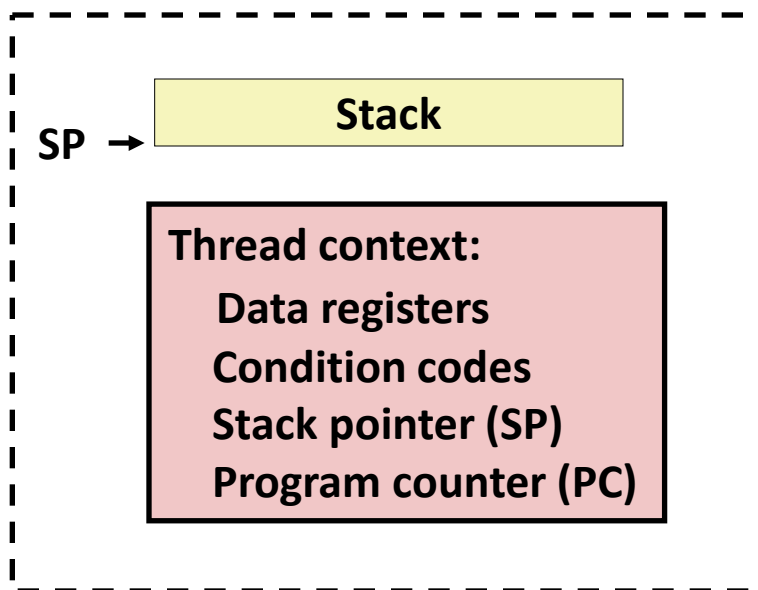 Stack
SP →
Thread context:
Data registers
Condition codes
Stack pointer (SP)
Program counter (PC)